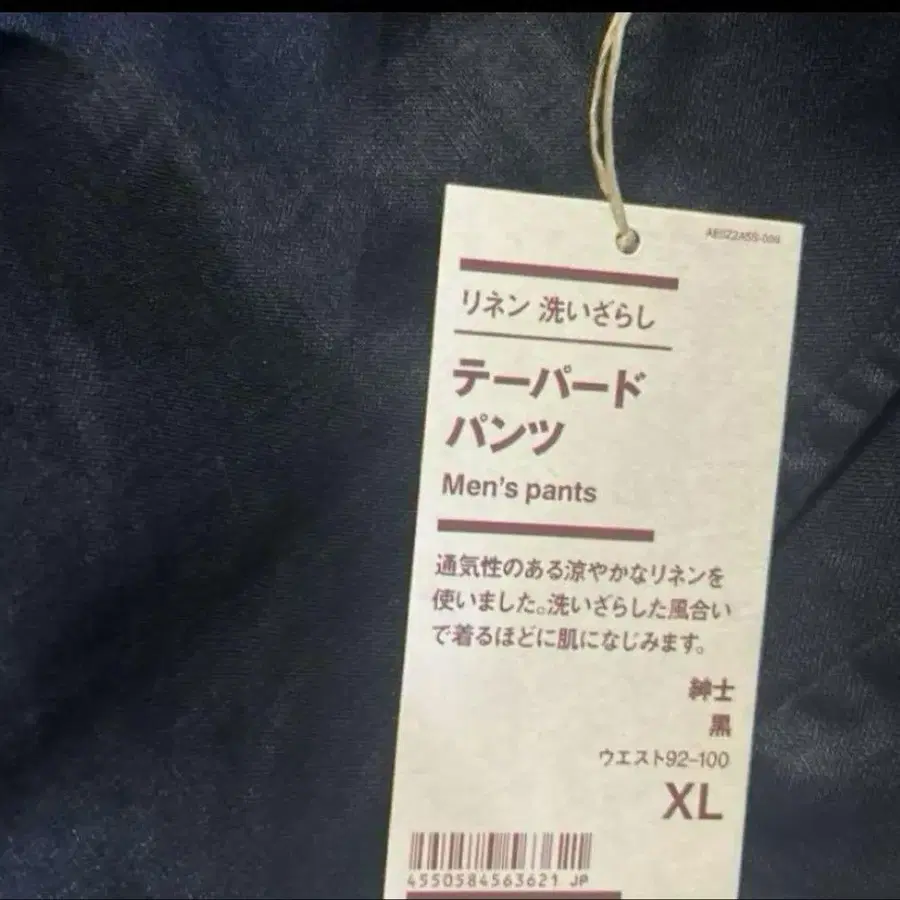 リネン 洗いざらし
テーパード
パンツ
Men's pants
通気性のある涼やかなリネンを
使いました。洗いざらした風合い
で着るほどに肌になじみます。
紳士
黒
ウエスト92-100
XL
4550584563621 JP